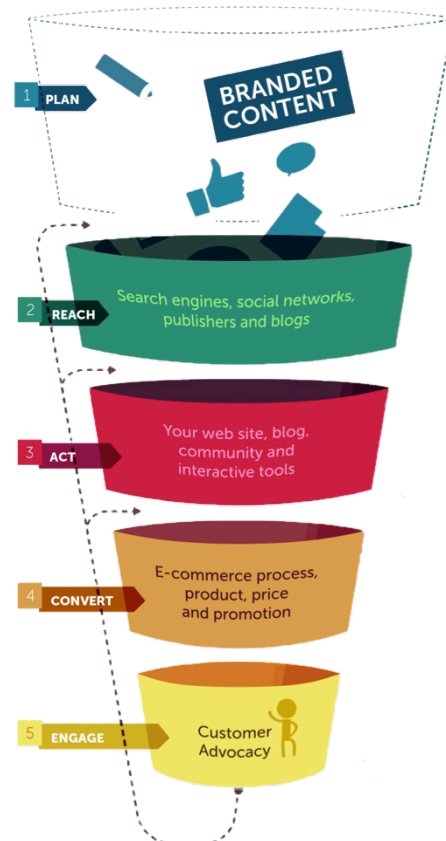 BRANDED
CONTENT
1 PLAN
2 REACH
Search engines, social networks,
publishers and blogs
3 ACT
Your web site, blog,
community and
interactive tools
4 CONVERT
E-commerce process,
product, price
and promotion
5 ENGAGE
Customer
Advocacy